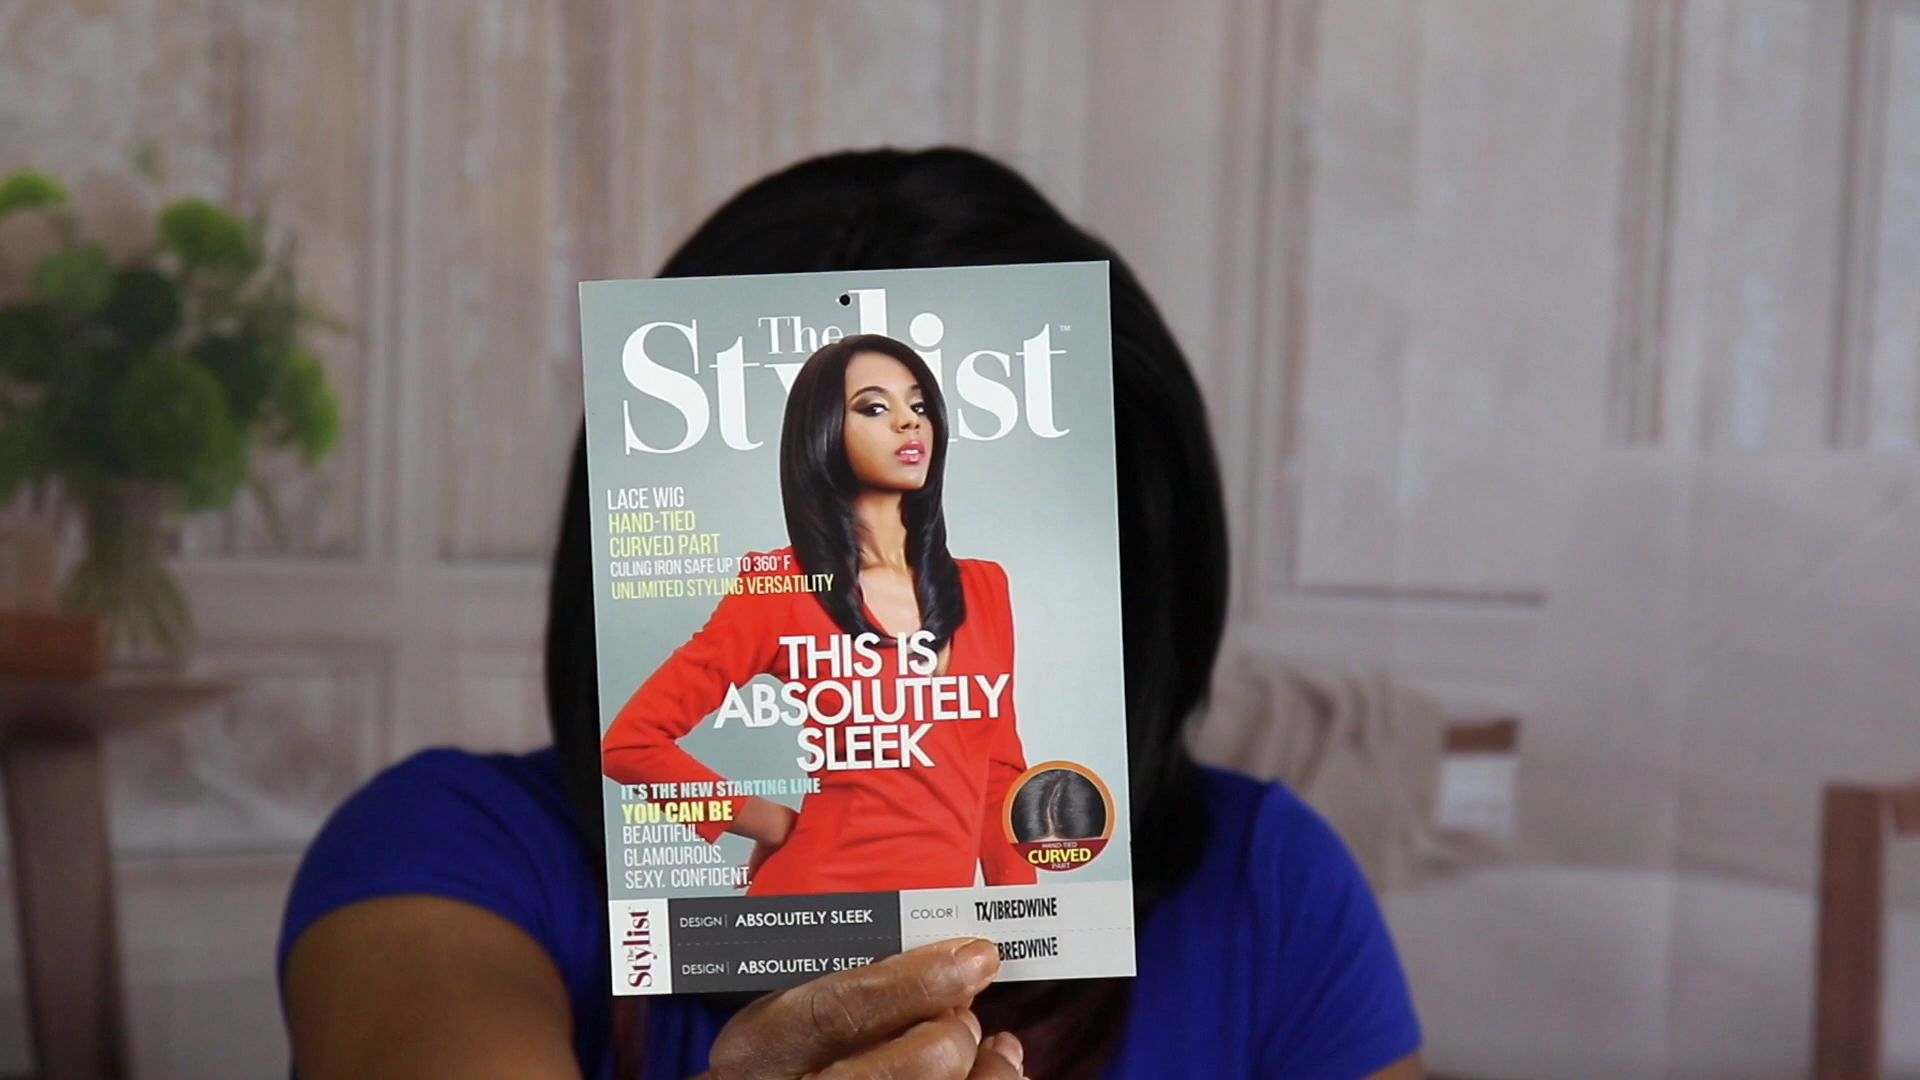 The
Stylist™
LACE WIG
HAND-TIED
CURVED PART
CULING IRON SAFE UP TO 360° F
UNLIMITED STYLING VERSATILITY
THIS IS
ABSOLUTELY
SLEEK
IT'S THE NEW STARTING LINE
YOU CAN BE
BEAUTIFUL.
GLAMOUROUS.
SEXY. CONFIDENT.
HAND-TIED
CURVED
PART
The Stylist
DESIGN| ABSOLUTELY SLEEK COLOR| TX/IBREDWINE
DESIGN| ABSOLUTELY SLEEK BREDWINE